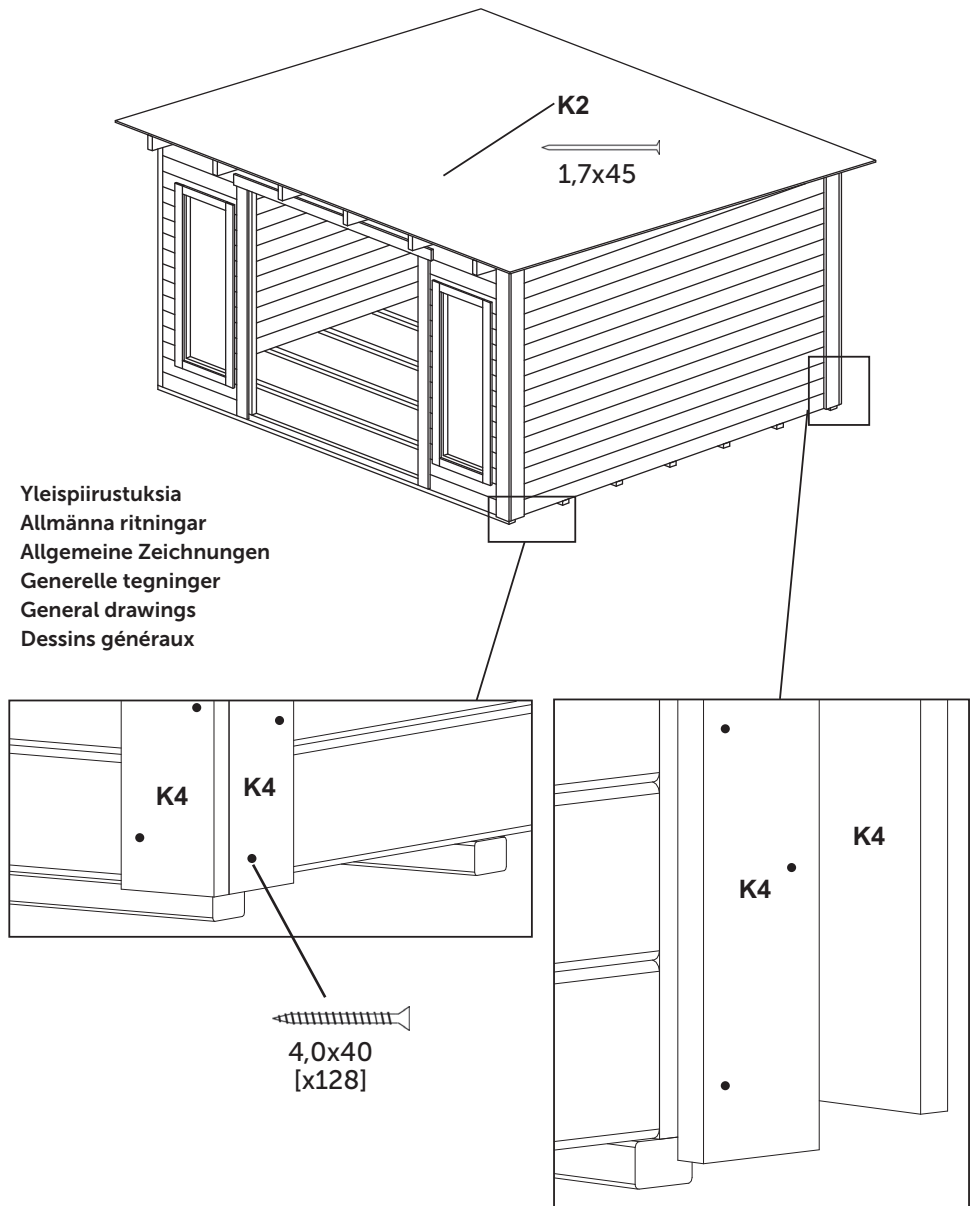 K2
1,7x45
Yleispiirustuksia
Allmänna ritningar
Allgemeine Zeichnungen
Generelle tegninger
General drawings
Dessins généraux
K4
K4
4,0x40
[x128]
K4
K4